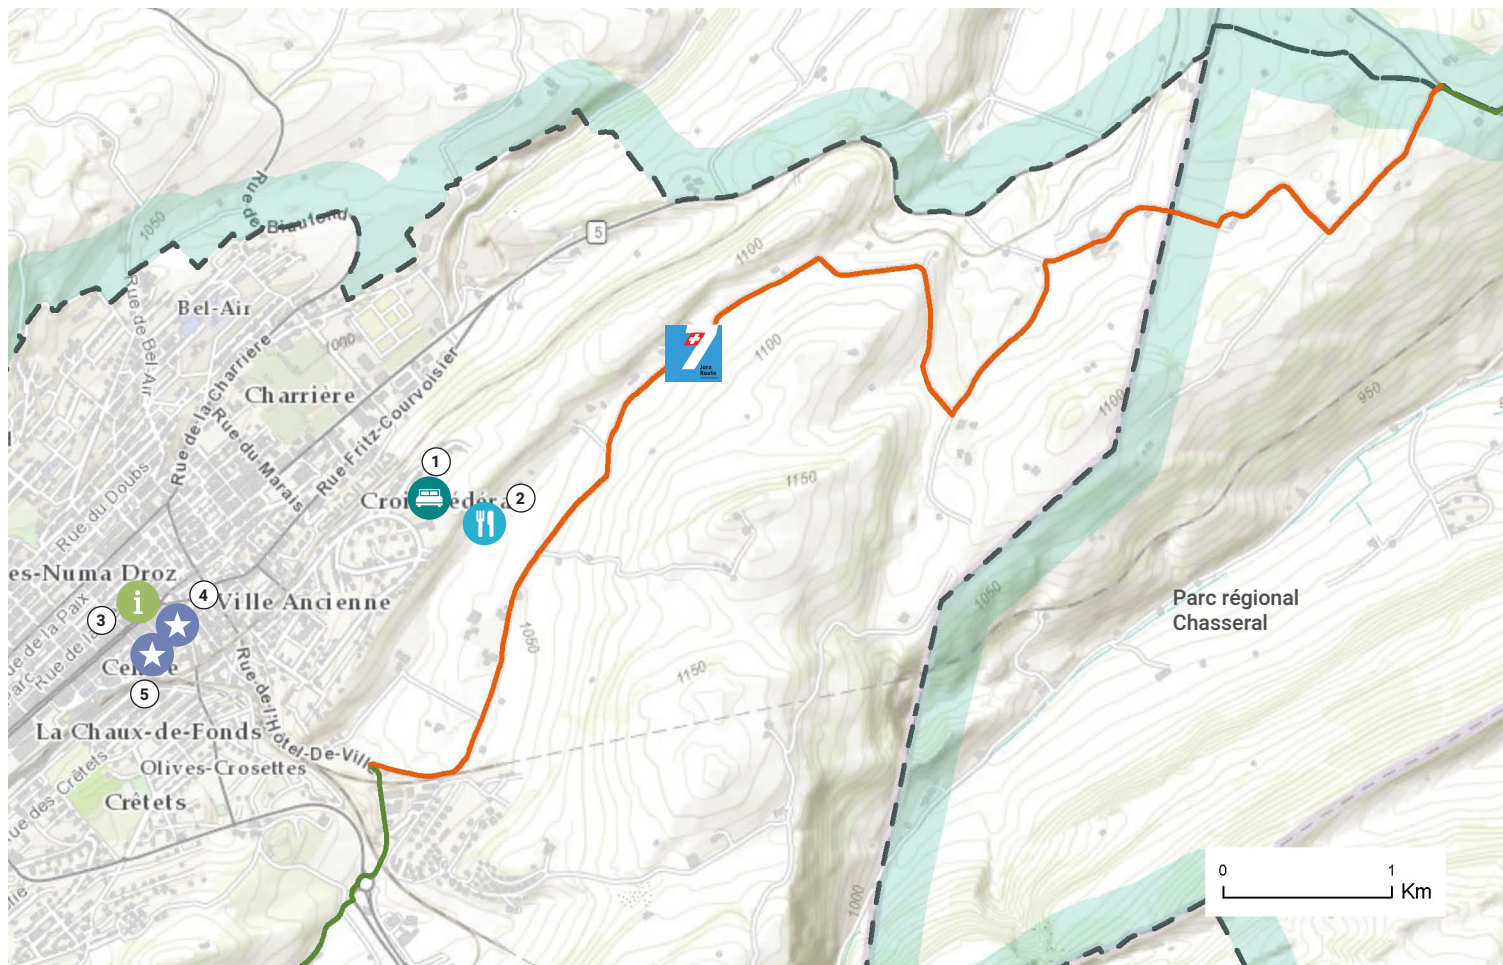 Rue de Biaufond
1050
5
1100
Rue de Bel-Air
Bel-Air
1000
7
Jura
Route
1100
Charrière
Rue de la Charrière
Rue Fritz-Courvoisier
Rue du Marais
950
1100
1
2
1150
Rue du Doubs
es-Numa Droz
4
3
Ville Ancienne
1050
Parc régional
Chasseral
Rue de la Paix
1050
Rue de l'Hôtel-De-Ville
1150
5
La Chaux-de-Fonds
Olives-Crosettes
Crêtets
Rue des Crêtets
1000
0 1
Km